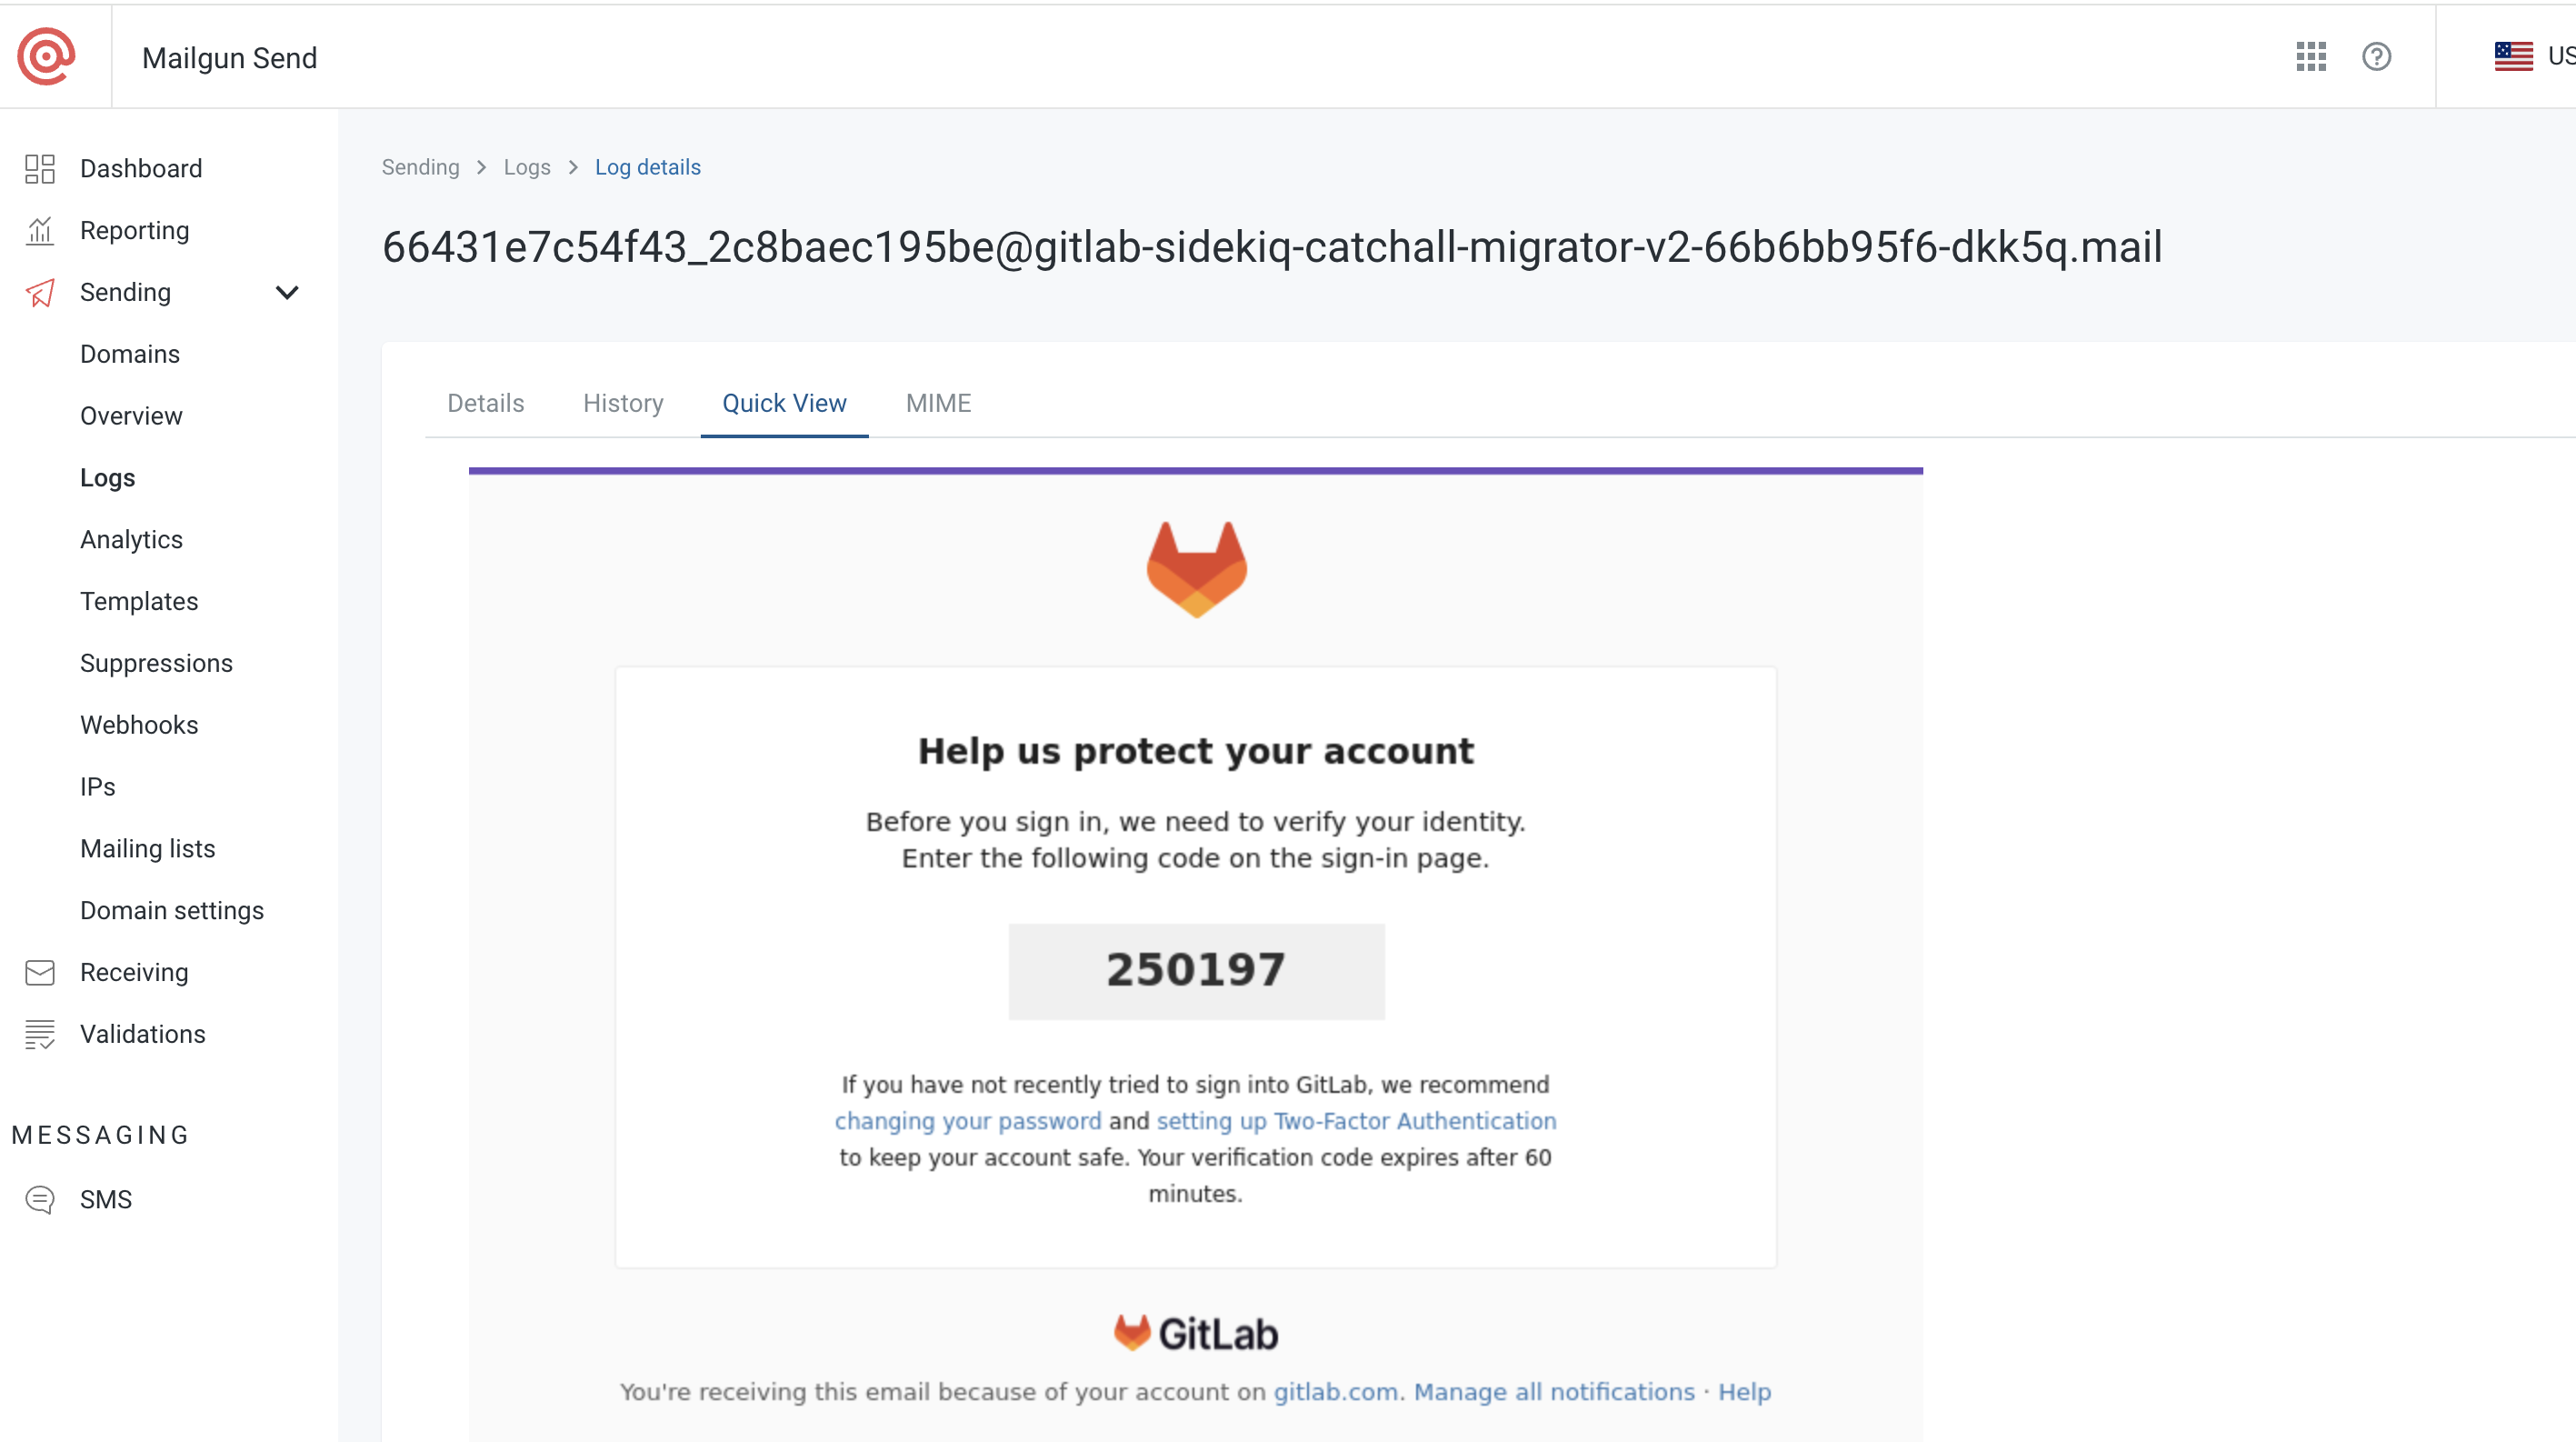 Mailgun Send
US
Dashboard
Reporting
Sending
Domains
Overview
Logs
Analytics
Templates
Suppressions
Webhooks
IPs
Mailing lists
Domain settings
Receiving
Validations
MESSAGING
SMS
Sending > Logs > Log details
66431e7c54f43_2c8baec195be@gitlab-sidekiq-catchall-migrator-v2-66b6bb95f6-dkk5q.mail
Details History Quick View MIME
Help us protect your account
Before you sign in, we need to verify your identity.
Enter the following code on the sign-in page.
250197
If you have not recently tried to sign into GitLab, we recommend
changing your password and setting up Two-Factor Authentication
to keep your account safe. Your verification code expires after 60
minutes.
GitLab
You're receiving this email because of your account on gitlab.com. Manage all notifications · Help